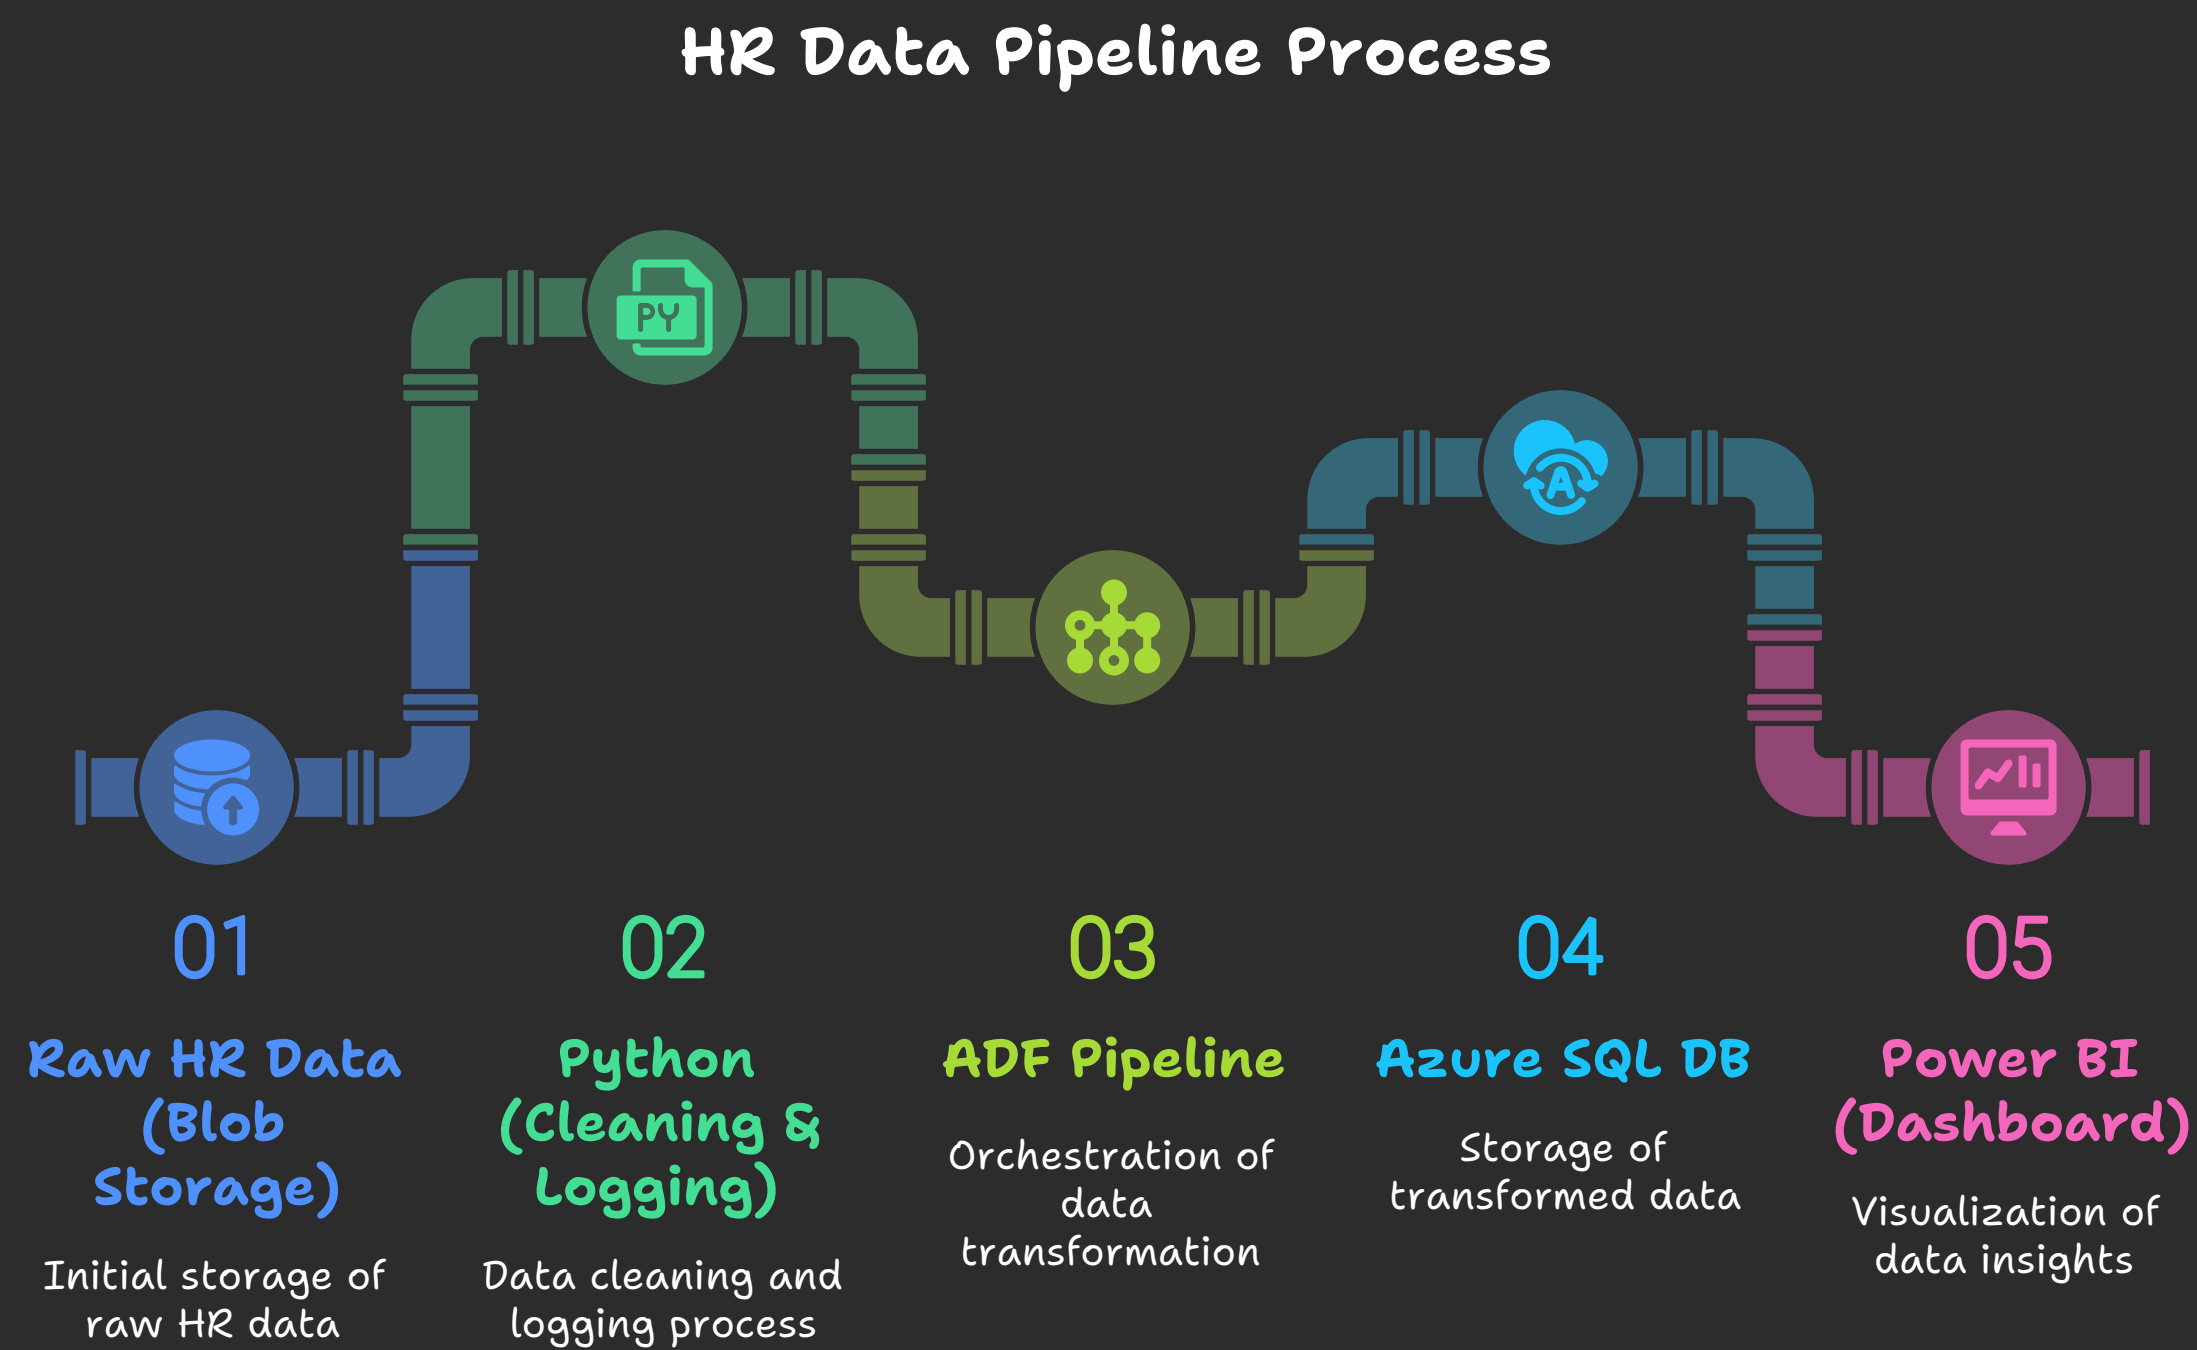 HR Data Pipeline Process
PY
A
01
Raw HR Data
(Blob
Storage)
Initial storage of
raw HR data
02
Python
(Cleaning &
Logging)
Data cleaning and
logging process
03
ADF Pipeline
Orchestration of
data
transformation
04
Azure SQL DB
Storage of
transformed data
05
Power BI
(Dashboard)
Visualization of
data insights